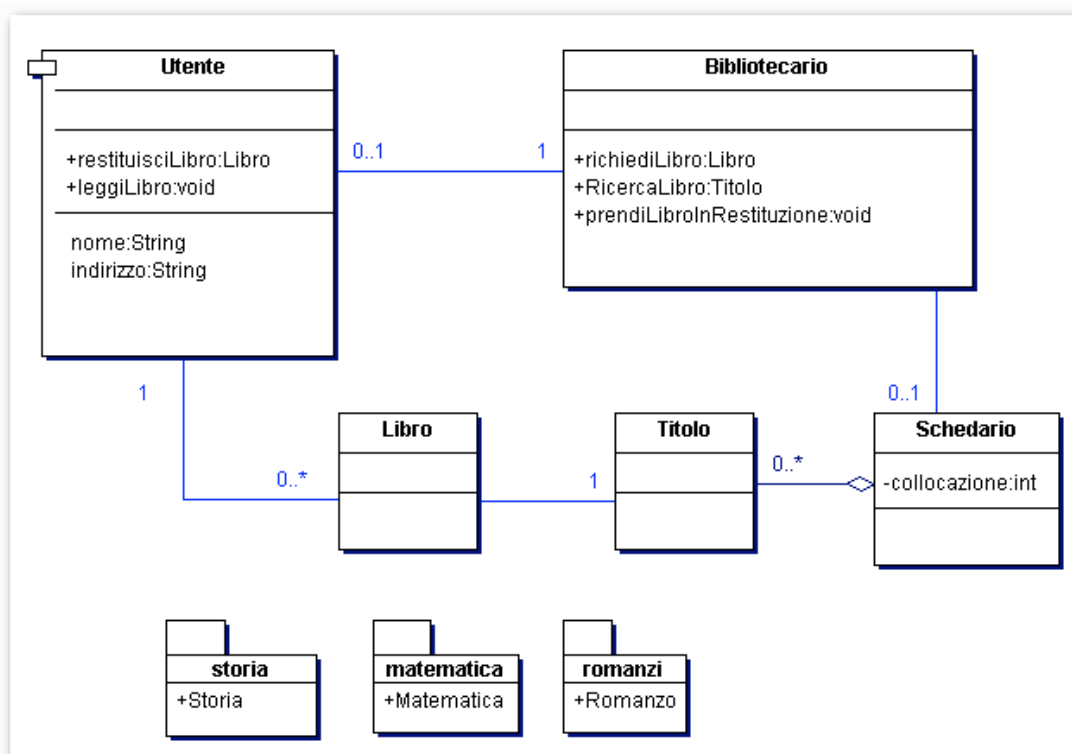 Utente
+restituisciLibro:Libro
+leggiLibro:void
nome:String
indirizzo:String
0..1
1
Bibliotecario
+richiediLibro:Libro
+RicercaLibro:Titolo
+prendiLibroInRestituzione:void
1
0..*
Libro
1
Titolo
0..*
0..1
Schedario
-collocazione:int
storia
+Storia
matematica
+Matematica
romanzi
+Romanzo